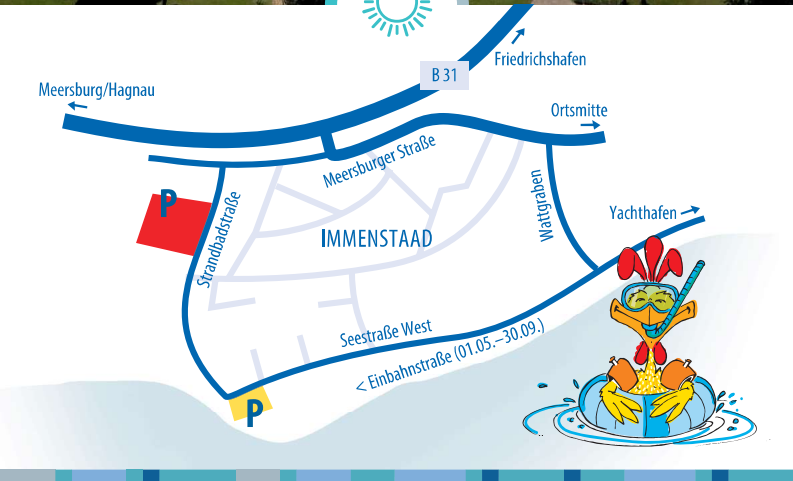 Friedrichshafen
B 31
Meersburg/Hagnau
Ortsmitte
Meersburger Straße
P
Strandbadstraße
Wattgraben
Yachthafen
IMMENSTAAD
Seestraße West
< Einbahnstraße (01.05.–30.09.)
P